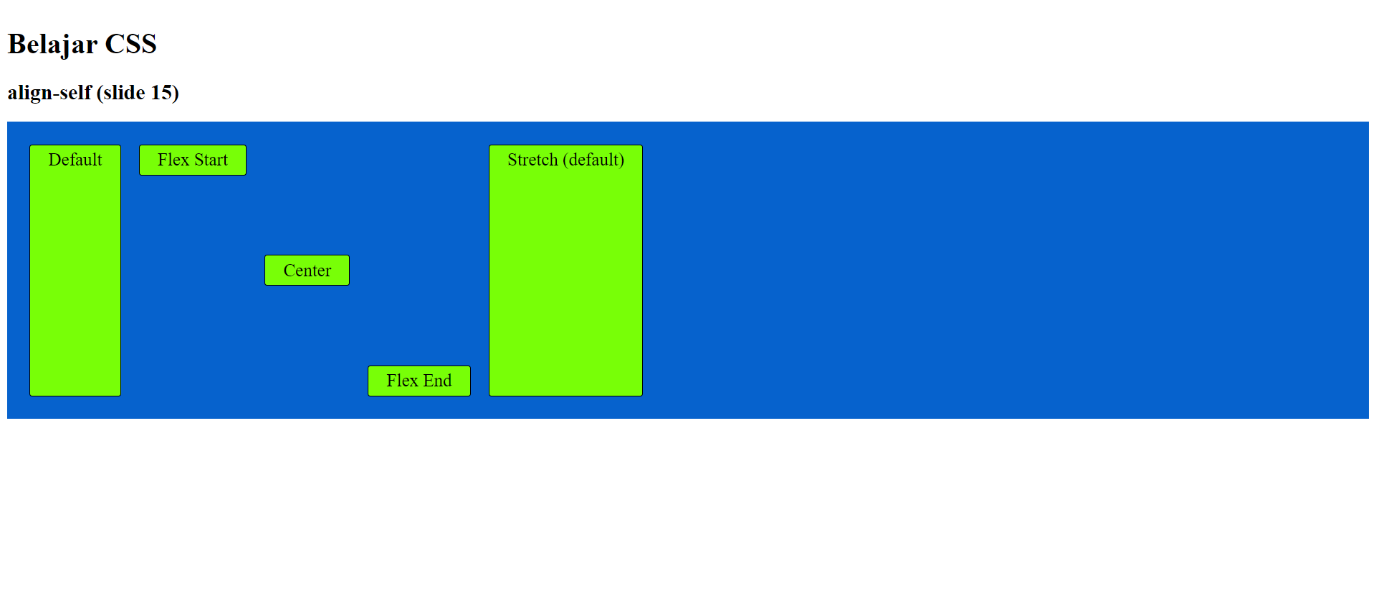 Belajar CSS
align-self (slide 15)
Default
Flex Start
Center
Flex End
Stretch (default)